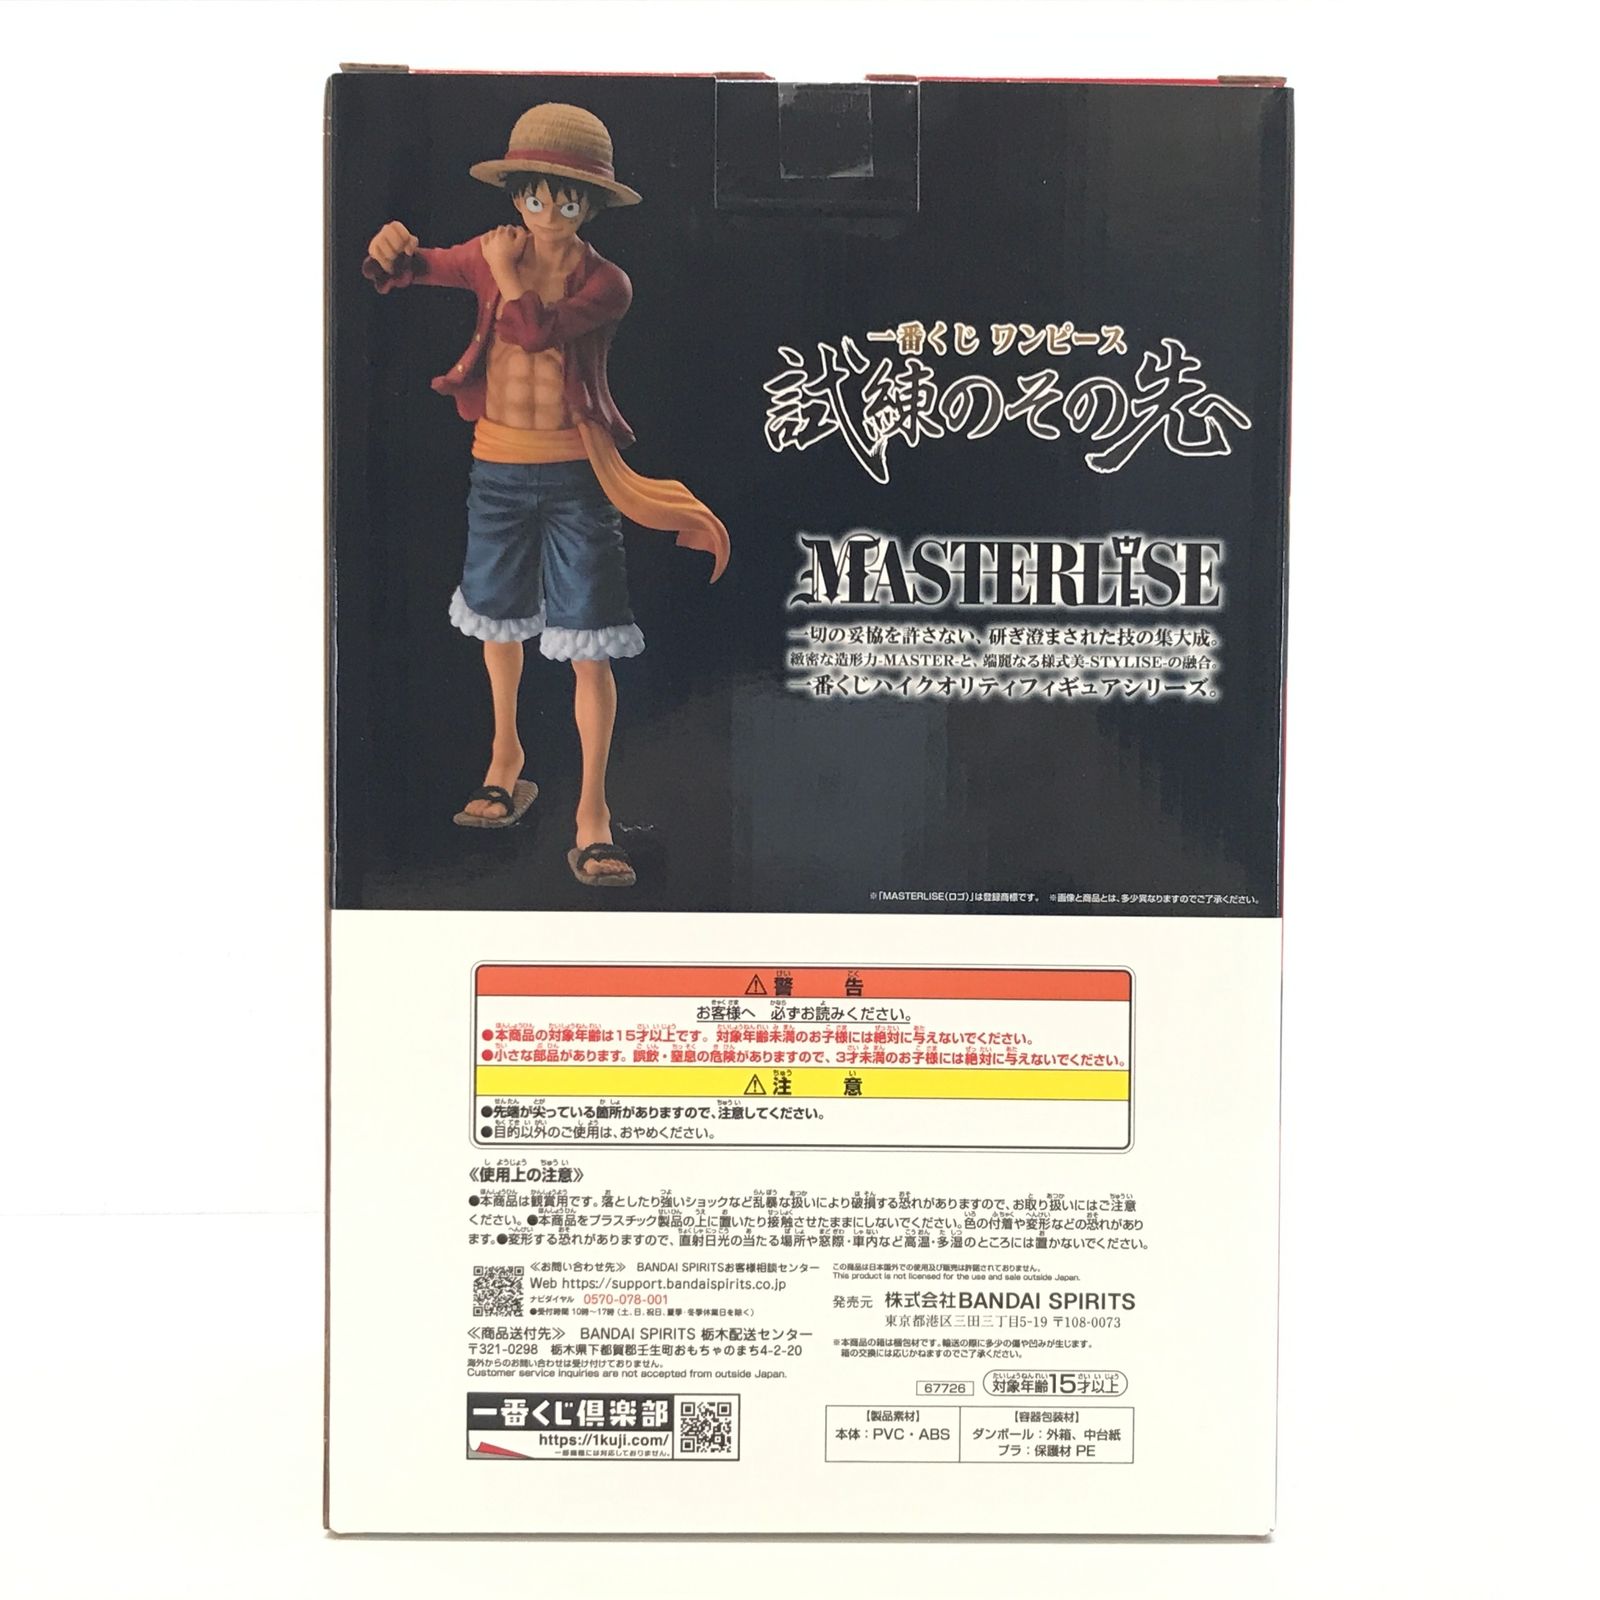 一番くじ ワンピース
試練のその先へ
MASTERLISE
一切の妥協を許さない、研ぎ澄まされた技の集大成。
緻密な造形力-MASTER-と、端麗なる様式美-STYLISE-の融合。
一番くじハイクオリティフィギュアシリーズ。
※「MASTERLISE(ロゴ)」は登録商標です。 ※画像と商品とは、多少異なりますのでご了承ください。
⚠警告
お客様へ 必ずお読みください。
●本商品の対象年齢は15才以上です。対象年齢未満のお子様には絶対に与えないでください。
●小さな部品があります。誤飲・窒息の危険がありますので、3才未満のお子様には絶対に与えないでください。
⚠注意
●先端が尖っている箇所がありますので、注意してください。
●目的以外のご使用は、おやめください。
《使用上の注意》
●本商品は観賞用です。落としたり強いショックなど乱暴な扱いにより破損する恐れがありますので、お取り扱いにはご注意
ください。●本商品をプラスチック製品の上に置いたり接触させたままにしないでください。色の付着や変形などの恐れがあり
ます。●変形する恐れがありますので、直射日光の当たる場所や窓際・車内など高温・多湿のところには置かないでください。
≪お問い合わせ先≫ BANDAI SPIRITSお客様相談センター
Web https://support.bandaispirits.co.jp
ナビダイヤル 0570-078-001
●受付時間 10時~17時(土、日、祝日、夏季・冬季休業日を除く)
≪商品送付先≫ BANDAI SPIRITS 栃木配送センター
〒321-0298 栃木県下都賀郡壬生町おもちゃのまち4-2-20
海外からのお問い合わせは受け付けておりません。
Customer service inquiries are not accepted from outside Japan.
この商品は日本国外での使用及び販売は許諾されておりません。
This product is not licensed for the use and sale outside Japan.
発売元 株式会社BANDAI SPIRITS
東京都港区三田三丁目5-19 〒108-0073
※本商品の箱は梱包材です。輸送の際に多少の傷や凹みが生じます。
箱の交換には応じかねますのでご了承ください。
67726 対象年齢15才以上
一番くじ倶楽部
https://1kuji.com/
一部機種には対応しておりません。
【製品素材】
本体:PVC・ABS
【容器包装材】
ダンボール:外箱、中台紙
プラ:保護材 PE